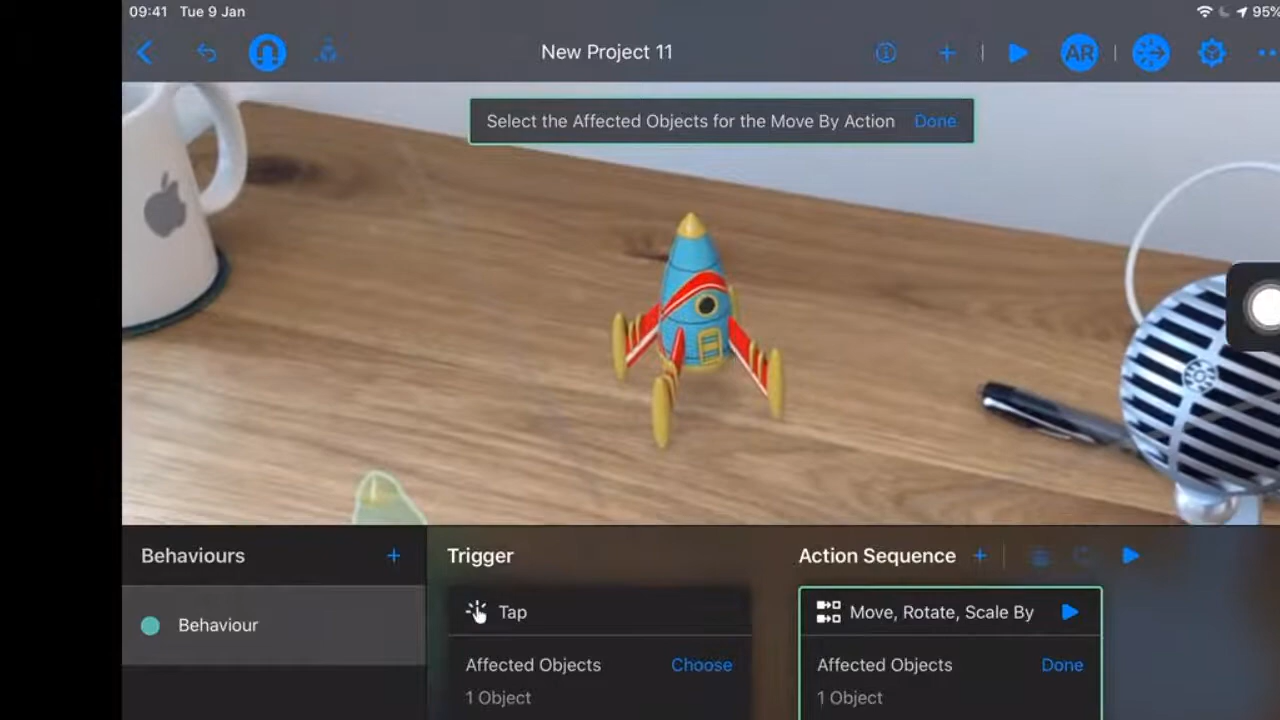 09:41 Tue 9 Jan
95%
New Project 11
AR
Select the Affected Objects for the Move By Action Done
Behaviours
Behaviour
Trigger
Tap
Affected Objects Choose
1 Object
Action Sequence
Move, Rotate, Scale By
Affected Objects Done
1 Object